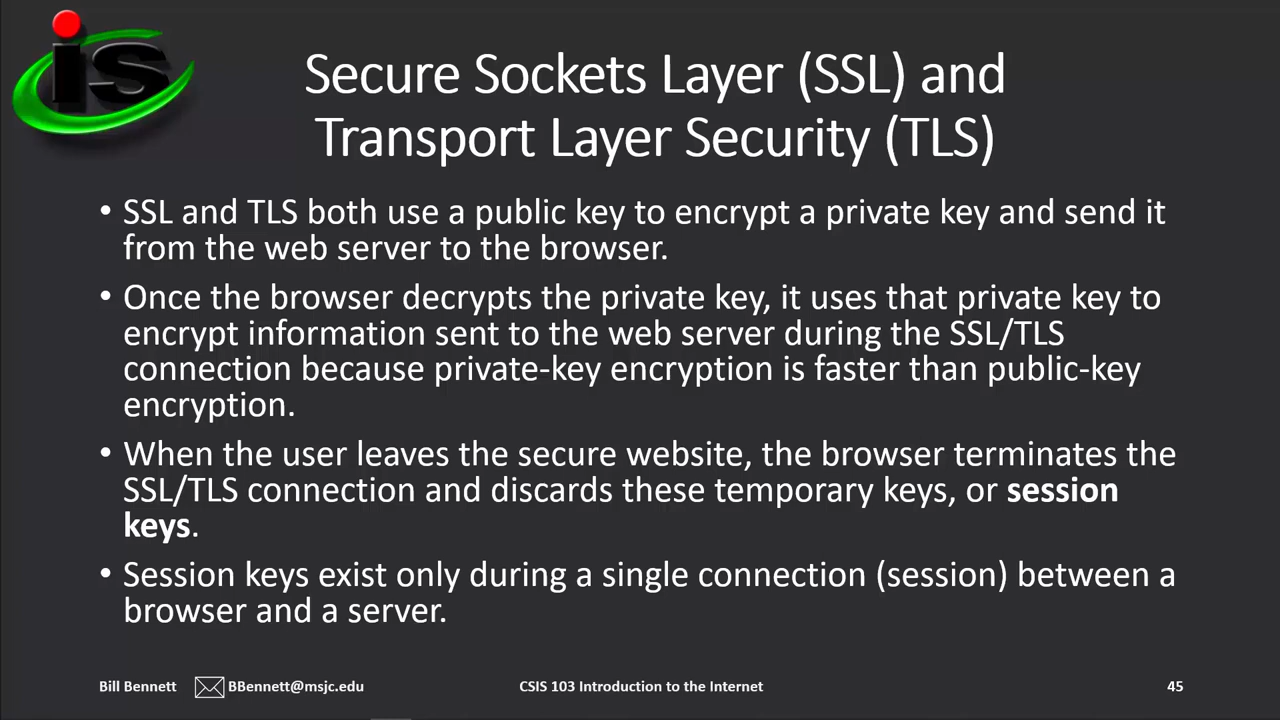 is
Secure Sockets Layer (SSL) and
Transport Layer Security (TLS)
• SSL and TLS both use a public key to encrypt a private key and send it
from the web server to the browser.
• Once the browser decrypts the private key, it uses that private key to
encrypt information sent to the web server during the SSL/TLS
connection because private-key encryption is faster than public-key
encryption.
• When the user leaves the secure website, the browser terminates the
SSL/TLS connection and discards these temporary keys, or session
keys.
• Session keys exist only during a single connection (session) between a
browser and a server.
Bill Bennett BBennett@msjc.edu CSIS 103 Introduction to the Internet 45